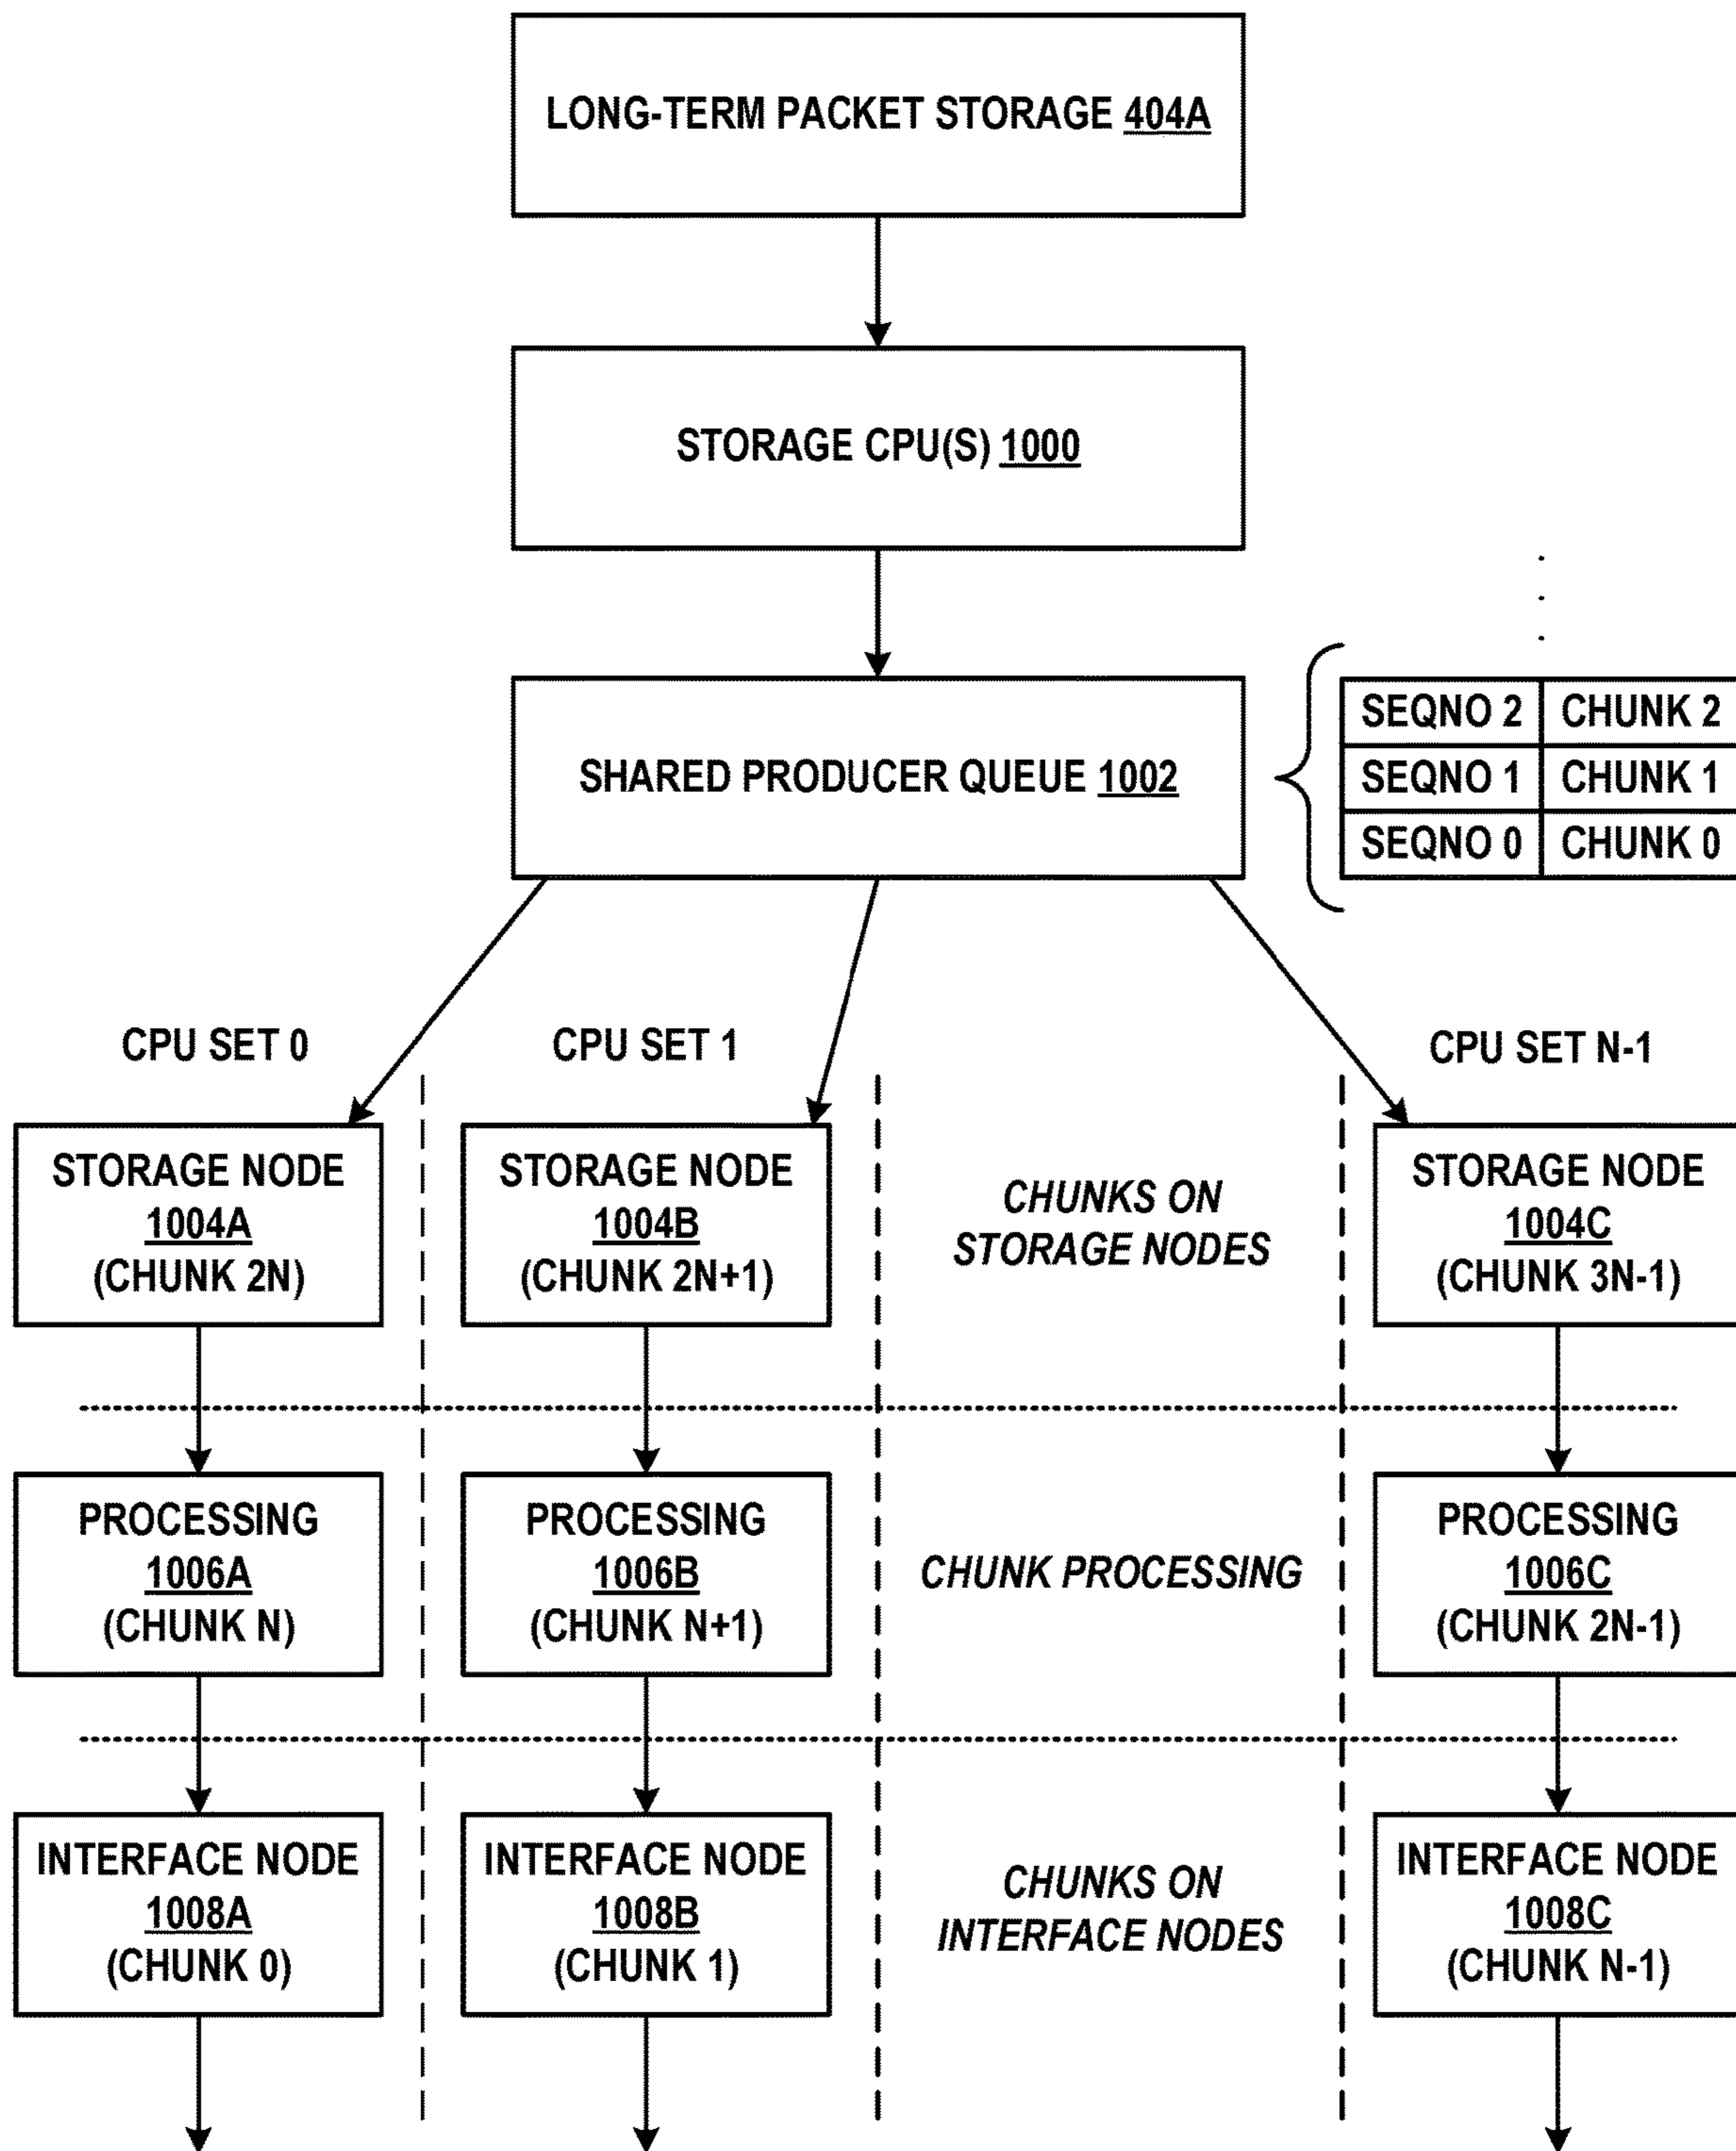 LONG-TERM PACKET STORAGE 404A
STORAGE CPU(S) 1000
SHARED PRODUCER QUEUE 1002
SEQNO 2 CHUNK 2
SEQNO 1 CHUNK 1
SEQNO 0 CHUNK 0
CPU SET 0
CPU SET 1
CPU SET N-1
STORAGE NODE
1004A
(CHUNK 2N)
STORAGE NODE
1004B
(CHUNK 2N+1)
CHUNKS ON
STORAGE NODES
STORAGE NODE
1004C
(CHUNK 3N-1)
PROCESSING
1006A
(CHUNK N)
PROCESSING
1006B
(CHUNK N+1)
CHUNK PROCESSING
PROCESSING
1006C
(CHUNK 2N-1)
INTERFACE NODE
1008A
(CHUNK 0)
INTERFACE NODE
1008B
(CHUNK 1)
CHUNKS ON
INTERFACE NODES
INTERFACE NODE
1008C
(CHUNK N-1)